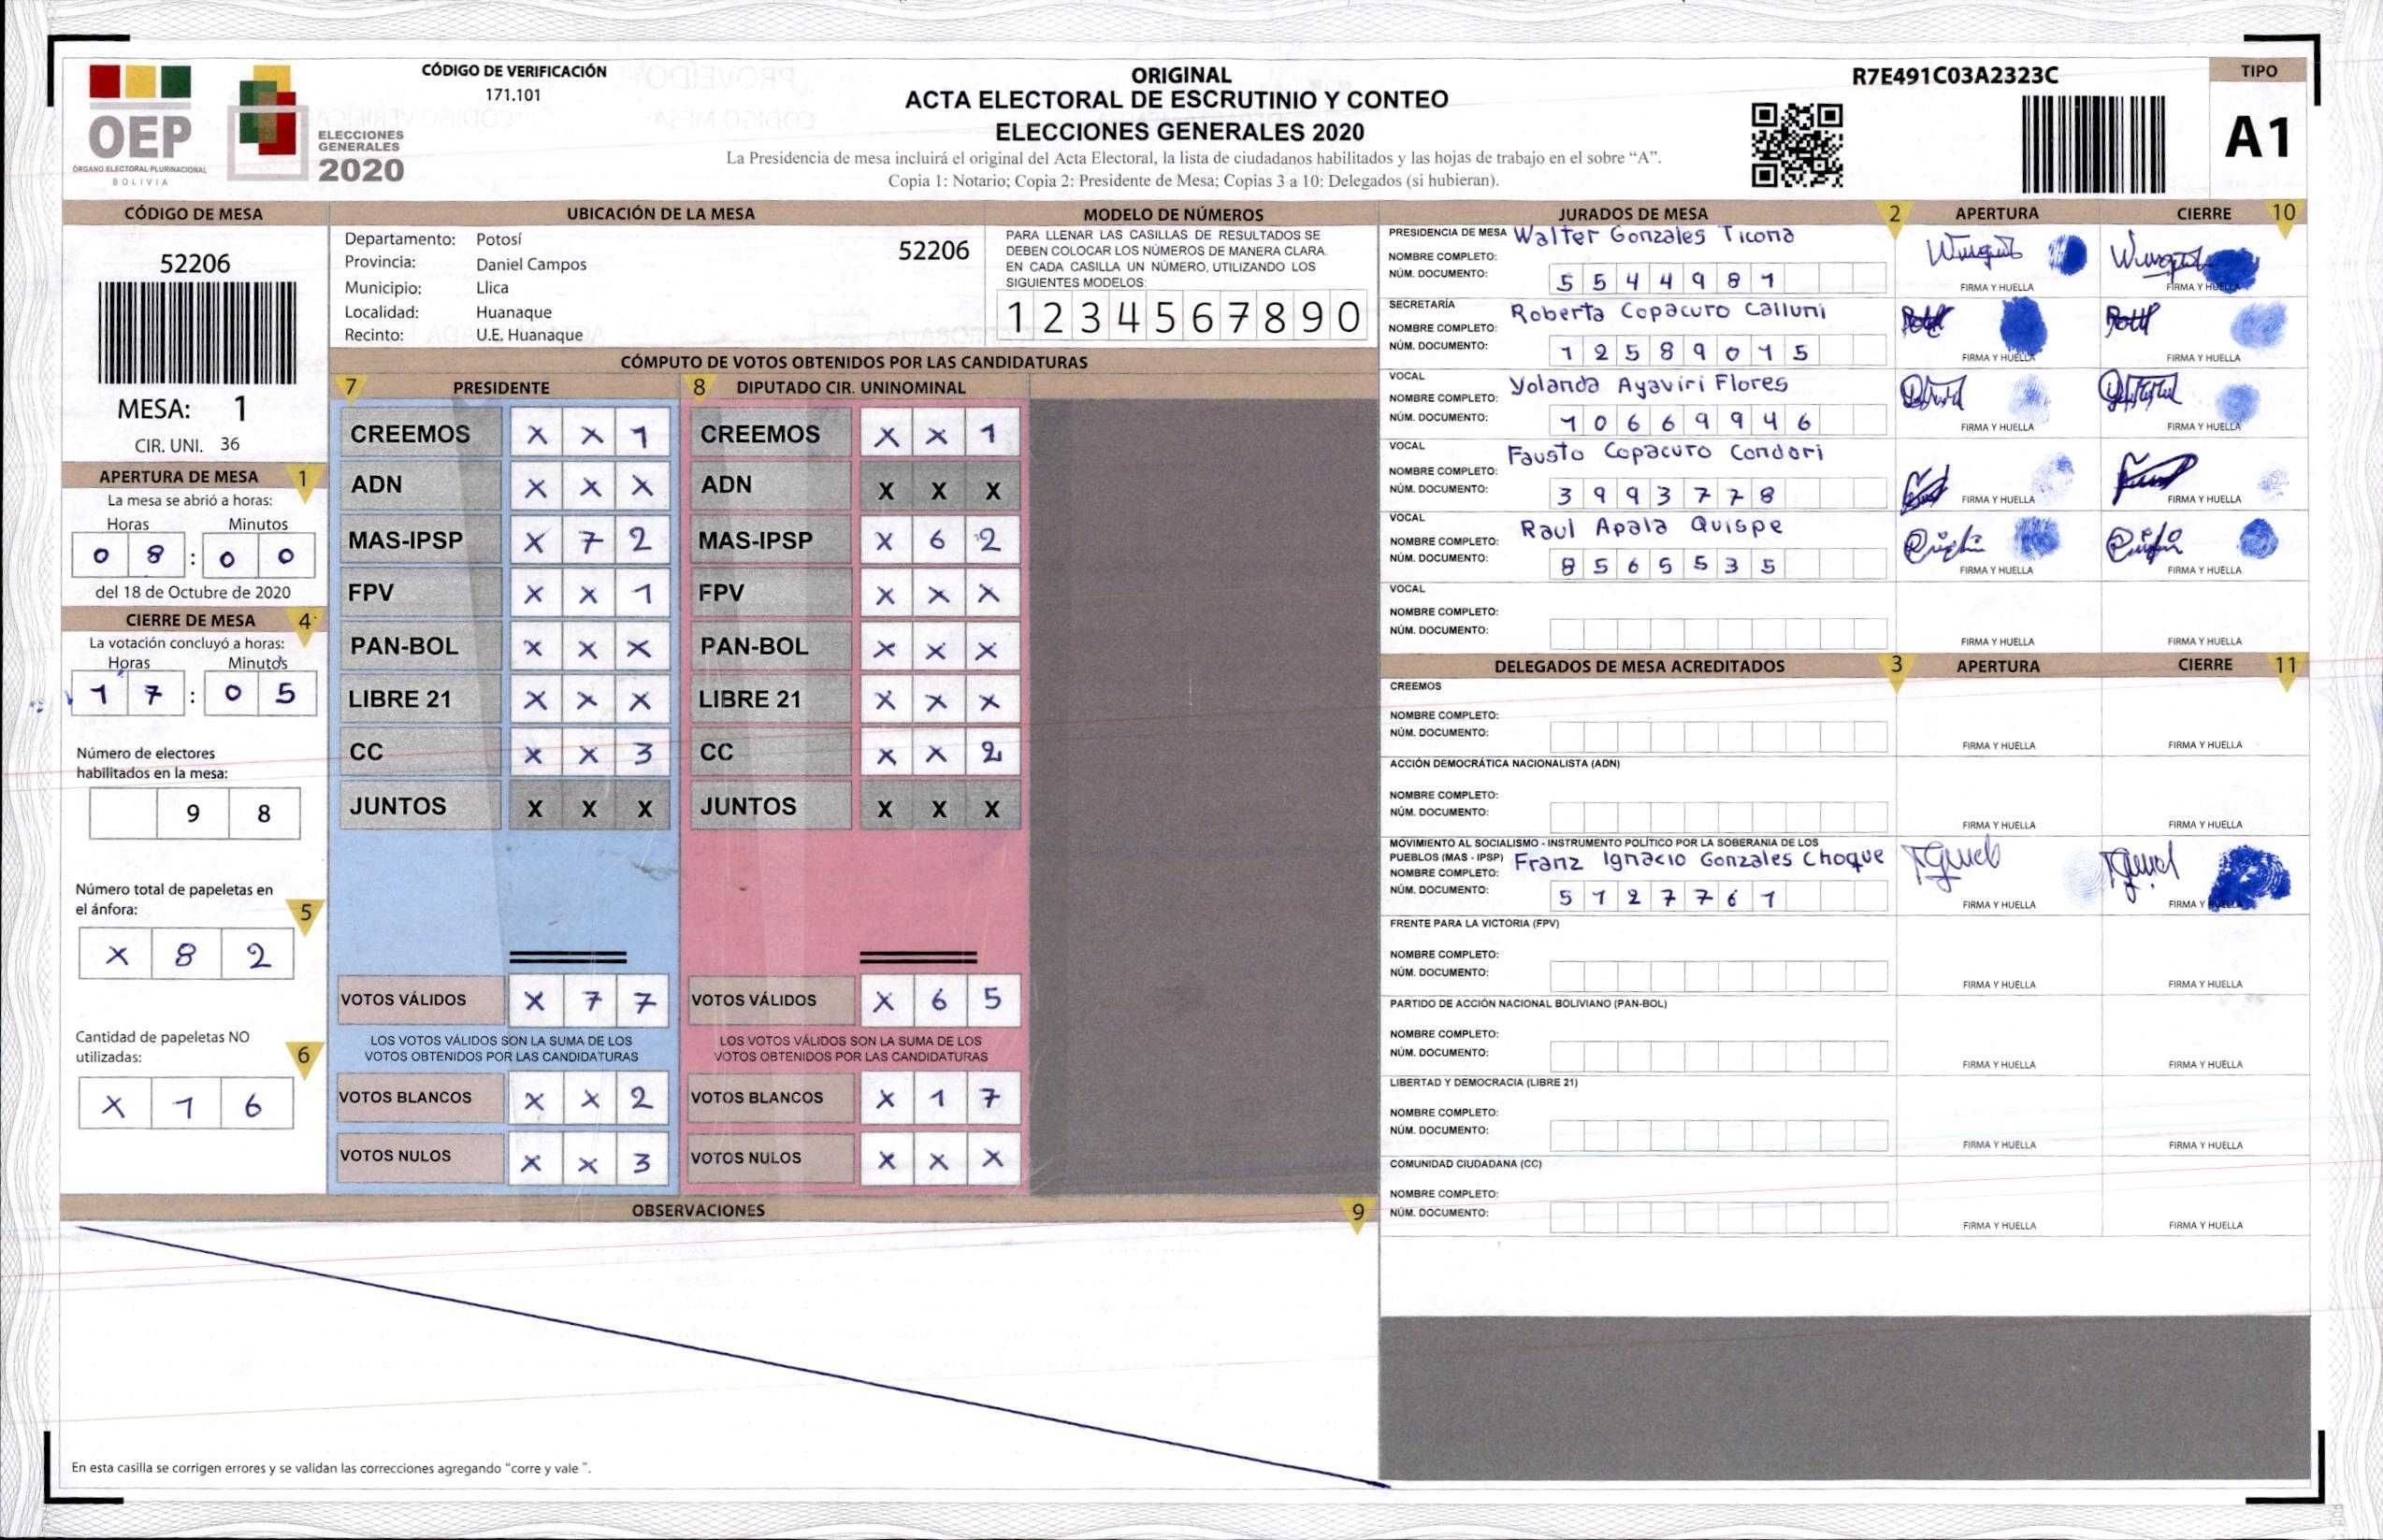 OEP
ÓRGANO ELECTORAL PLURINACIONAL
BOLIVIA
ELECCIONES
GENERALES
2020
CÓDIGO DE VERIFICACIÓN
171.101
ORIGINAL
ACTA ELECTORAL DE ESCRUTINIO Y CONTEO
ELECCIONES GENERALES 2020
La Presidencia de mesa incluirá el original del Acta Electoral, la lista de ciudadanos habilitados y las hojas de trabajo en el sobre “A”.
Copia 1: Notario; Copia 2: Presidente de Mesa; Copias 3 a 10: Delegados (si hubieran).
R7E491C03A2323C
TIPO
A1
CÓDIGO DE MESA
52206
MESA: 1
CIR. UNI. 36
APERTURA DE MESA 1
La mesa se abrió a horas:
Horas Minutos
0 8 : 0 0
del 18 de Octubre de 2020
CIERRE DE MESA 4
La votación concluyó a horas:
Horas Minutos
1 7 : 0 5
Número de electores
habilitados en la mesa:
9 8
Número total de papeletas en
el ánfora: 5
X 8 2
Cantidad de papeletas NO
utilizadas: 6
X 1 6
UBICACIÓN DE LA MESA
Departamento: Potosí
52206
Provincia: Daniel Campos
Municipio: Llica
Localidad: Huanaque
Recinto: U.E. Huanaque
MODELO DE NÚMEROS
PARA LLENAR LAS CASILLAS DE RESULTADOS SE
DEBEN COLOCAR LOS NÚMEROS DE MANERA CLARA.
EN CADA CASILLA UN NÚMERO, UTILIZANDO LOS
SIGUIENTES MODELOS:
1 2 3 4 5 6 7 8 9 0
CÓMPUTO DE VOTOS OBTENIDOS POR LAS CANDIDATURAS
7 PRESIDENTE
CREEMOS X X 1
ADN X X X
MAS-IPSP X 7 2
FPV X X 1
PAN-BOL X X X
LIBRE 21 X X X
CC X X 3
JUNTOS X X X
VOTOS VÁLIDOS X 7 7
LOS VOTOS VÁLIDOS SON LA SUMA DE LOS
VOTOS OBTENIDOS POR LAS CANDIDATURAS
VOTOS BLANCOS X X 2
VOTOS NULOS X X 3
8 DIPUTADO CIR. UNINOMINAL
CREEMOS X X 1
ADN X X X
MAS-IPSP X 6 2
FPV X X X
PAN-BOL X X X
LIBRE 21 X X X
CC X X 2
JUNTOS X X X
VOTOS VÁLIDOS X 6 5
LOS VOTOS VÁLIDOS SON LA SUMA DE LOS
VOTOS OBTENIDOS POR LAS CANDIDATURAS
VOTOS BLANCOS X 1 7
VOTOS NULOS X X X
OBSERVACIONES 9
En esta casilla se corrigen errores y se validan las correcciones agregando “corre y vale ”.
JURADOS DE MESA 2 APERTURA CIERRE 10
PRESIDENCIA DE MESA Walter Gonzales Ticona
NOMBRE COMPLETO:
NÚM. DOCUMENTO: 5 5 4 4 9 8 1
FIRMA Y HUELLA FIRMA Y HUELLA
SECRETARÍA Roberta Copacuro Calluni
NOMBRE COMPLETO:
NÚM. DOCUMENTO: 1 2 5 8 9 0 1 5
FIRMA Y HUELLA FIRMA Y HUELLA
VOCAL Yolanda Ayaviri Flores
NOMBRE COMPLETO:
NÚM. DOCUMENTO: 1 0 6 6 9 9 4 6
FIRMA Y HUELLA FIRMA Y HUELLA
VOCAL Fausto Copacuro Condori
NOMBRE COMPLETO:
NÚM. DOCUMENTO: 3 9 9 3 7 7 8
FIRMA Y HUELLA FIRMA Y HUELLA
VOCAL Raul Apala Quispe
NOMBRE COMPLETO:
NÚM. DOCUMENTO: 8 5 6 5 5 3 5
FIRMA Y HUELLA FIRMA Y HUELLA
VOCAL
NOMBRE COMPLETO:
NÚM. DOCUMENTO:
FIRMA Y HUELLA FIRMA Y HUELLA
DELEGADOS DE MESA ACREDITADOS 3 APERTURA CIERRE 11
CREEMOS
NOMBRE COMPLETO:
NÚM. DOCUMENTO:
FIRMA Y HUELLA FIRMA Y HUELLA
ACCIÓN DEMOCRÁTICA NACIONALISTA (ADN)
NOMBRE COMPLETO:
NÚM. DOCUMENTO:
FIRMA Y HUELLA FIRMA Y HUELLA
MOVIMIENTO AL SOCIALISMO - INSTRUMENTO POLÍTICO POR LA SOBERANIA DE LOS
PUEBLOS (MAS - IPSP) Franz Ignacio Gonzales Choque
NOMBRE COMPLETO:
NÚM. DOCUMENTO: 5 1 2 7 7 6 1
FIRMA Y HUELLA FIRMA Y HUELLA
FRENTE PARA LA VICTORIA (FPV)
NOMBRE COMPLETO:
NÚM. DOCUMENTO:
FIRMA Y HUELLA FIRMA Y HUELLA
PARTIDO DE ACCIÓN NACIONAL BOLIVIANO (PAN-BOL)
NOMBRE COMPLETO:
NÚM. DOCUMENTO:
FIRMA Y HUELLA FIRMA Y HUELLA
LIBERTAD Y DEMOCRACIA (LIBRE 21)
NOMBRE COMPLETO:
NÚM. DOCUMENTO:
FIRMA Y HUELLA FIRMA Y HUELLA
COMUNIDAD CIUDADANA (CC)
NOMBRE COMPLETO:
NÚM. DOCUMENTO:
FIRMA Y HUELLA FIRMA Y HUELLA